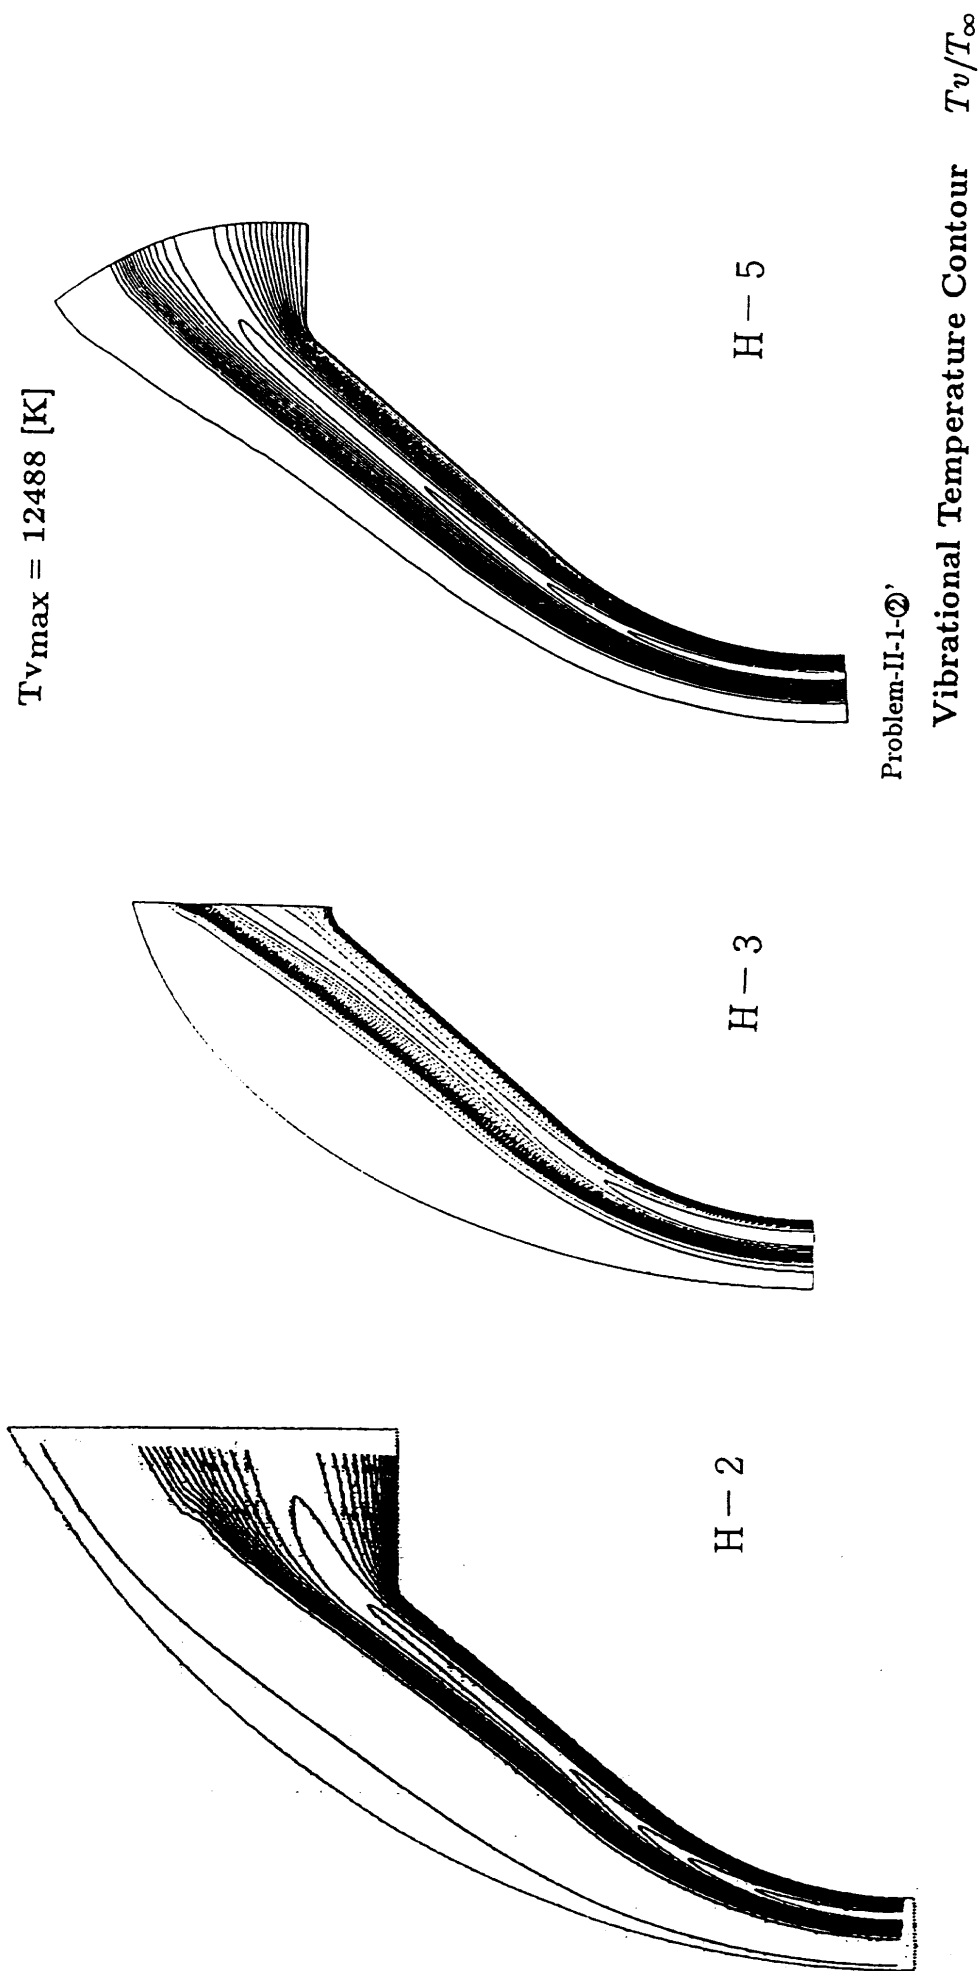 Tvmax = 12488 [K]
H-2
H-3
H-5
Problem-II-1-②'
Vibrational Temperature Contour Tv/T∞